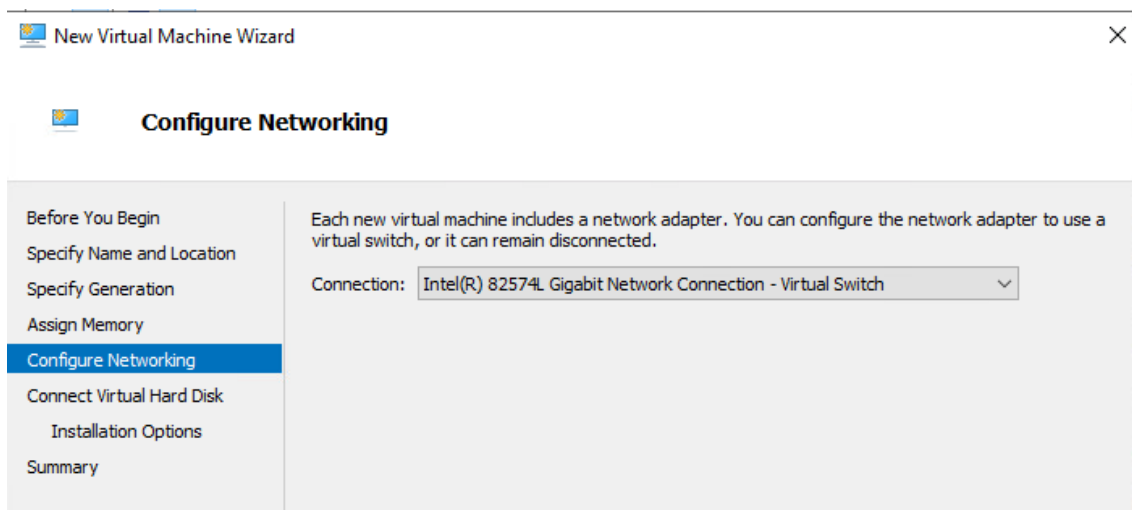 New Virtual Machine Wizard
Configure Networking
Before You Begin
Specify Name and Location
Specify Generation
Assign Memory
Configure Networking
Connect Virtual Hard Disk
Installation Options
Summary
Each new virtual machine includes a network adapter. You can configure the network adapter to use a
virtual switch, or it can remain disconnected.
Connection: Intel(R) 82574L Gigabit Network Connection - Virtual Switch